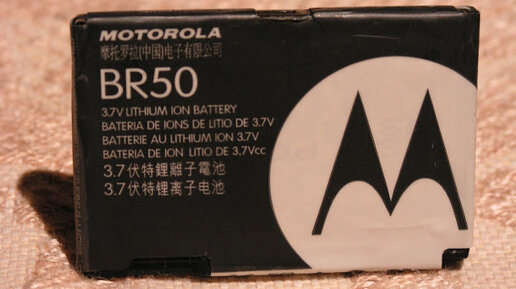 MOTOROLA
摩托罗拉(中国)电子有限公司
BR50
3.7V LITHIUM ION BATTERY
BATERIA DE IONS DE LITIO DE 3.7V
BATTERIE AU LITHIUM ION 3.7V
BATERIA DE ION LITIO DE 3.7Vcc
3.7伏特鋰離子電池
3.7伏特锂离子电池